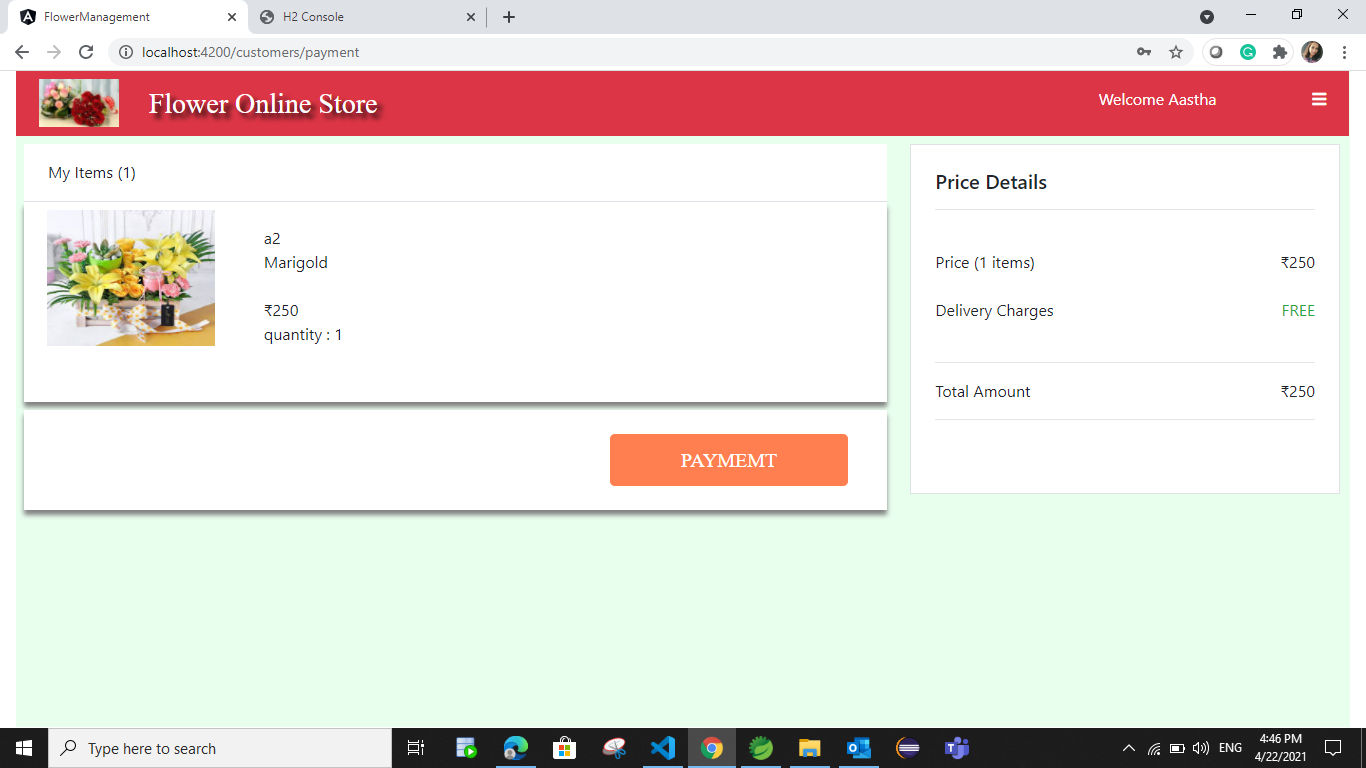 FlowerManagement
H2 Console
localhost:4200/customers/payment
Flower Online Store
Welcome Aastha
My Items (1)
a2
Marigold
₹250
quantity : 1
PAYMEMT
Price Details
Price (1 items) ₹250
Delivery Charges FREE
Total Amount ₹250
Type here to search
ENG
4:46 PM
4/22/2021